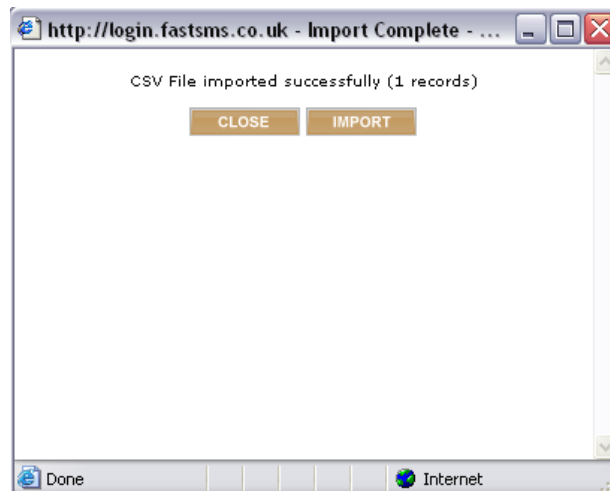 http://login.fastsms.co.uk - Import Complete - ...
CSV File imported successfully (1 records)
CLOSE IMPORT
Done Internet